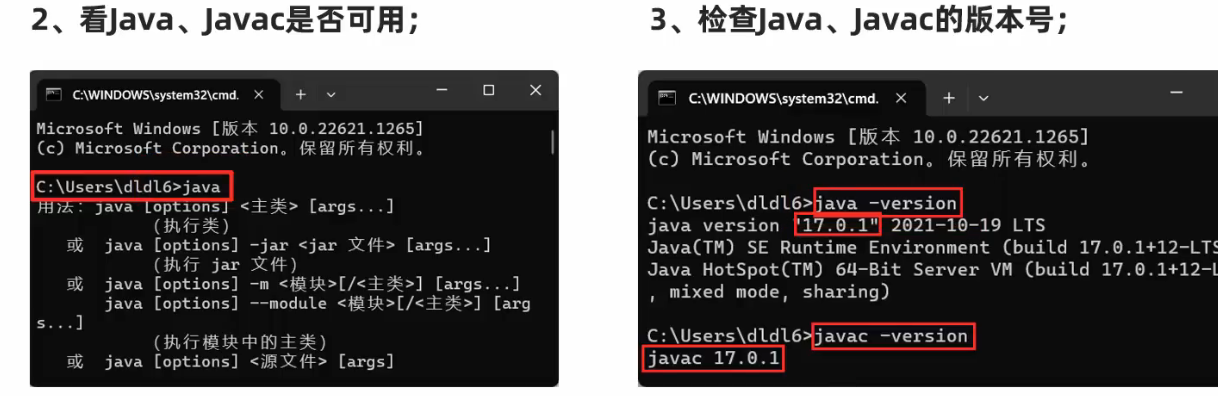 2、看Java、Javac是否可用；
C:\WINDOWS\system32\cmd.
Microsoft Windows [版本 10.0.22621.1265]
(c) Microsoft Corporation。保留所有权利。
C:\Users\dldl6>java
用法：java [options] <主类> [args...]
(执行类)
或 java [options] -jar <jar 文件> [args...]
(执行 jar 文件)
或 java [options] -m <模块>[/<主类>] [args...]
java [options] --module <模块>[/<主类>] [arg
s...]
(执行模块中的主类)
或 java [options] <源文件> [args]
3、检查Java、Javac的版本号；
C:\WINDOWS\system32\cmd.
Microsoft Windows [版本 10.0.22621.1265]
(c) Microsoft Corporation。保留所有权利。
C:\Users\dldl6>java -version
java version "17.0.1" 2021-10-19 LTS
Java(TM) SE Runtime Environment (build 17.0.1+12-LTS
Java HotSpot(TM) 64-Bit Server VM (build 17.0.1+12-L
, mixed mode, sharing)
C:\Users\dldl6>javac -version
javac 17.0.1